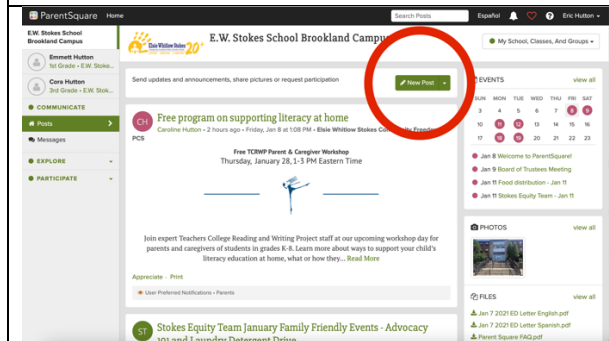 ParentSquare Home Search Posts Español Eric Hutton
E.W. Stokes School
Brookland Campus
Emmett Hutton
1st Grade • E.W. Stoke...
Cora Hutton
3rd Grade • E.W. Stok...
COMMUNICATE
Posts
Messages
EXPLORE
PARTICIPATE
Elsie Whitlow Stokes 20
E.W. Stokes School Brookland Campus
My School, Classes, And Groups
Send updates and announcements, share pictures or request participation
New Post
CH
Free program on supporting literacy at home
Caroline Hutton • 2 hours ago • Friday, Jan 8 at 1:08 PM • Elsie Whitlow Stokes Community Freedom
PCS
Free TCRWP Parent & Caregiver Workshop
Thursday, January 28, 1-3 PM Eastern Time
Join expert Teachers College Reading and Writing Project staff at our upcoming workshop day for
parents and caregivers of students in grades K-8. Learn more about ways to support your child's
literacy education at home, what or how they... Read More
Appreciate · Print
User Preferred Notifications • Parents
ST
Stokes Equity Team January Family Friendly Events - Advocacy
101 and Laundry Detergent Drive
EVENTS view all
SUN MON TUE WED THU FRI SAT
3 4 5 6 7 8 9
10 11 12 13 14 15 16
17 18 19 20 21 22 23
Jan 8 Welcome to ParentSquare!
Jan 9 Board of Trustees Meeting
Jan 11 Food distribution - Jan 11
Jan 11 Stokes Equity Team - Jan 11
PHOTOS view all
FILES view all
Jan 7 2021 ED Letter English.pdf
Jan 7 2021 ED Letter Spanish.pdf
Parent Square FAQ.pdf